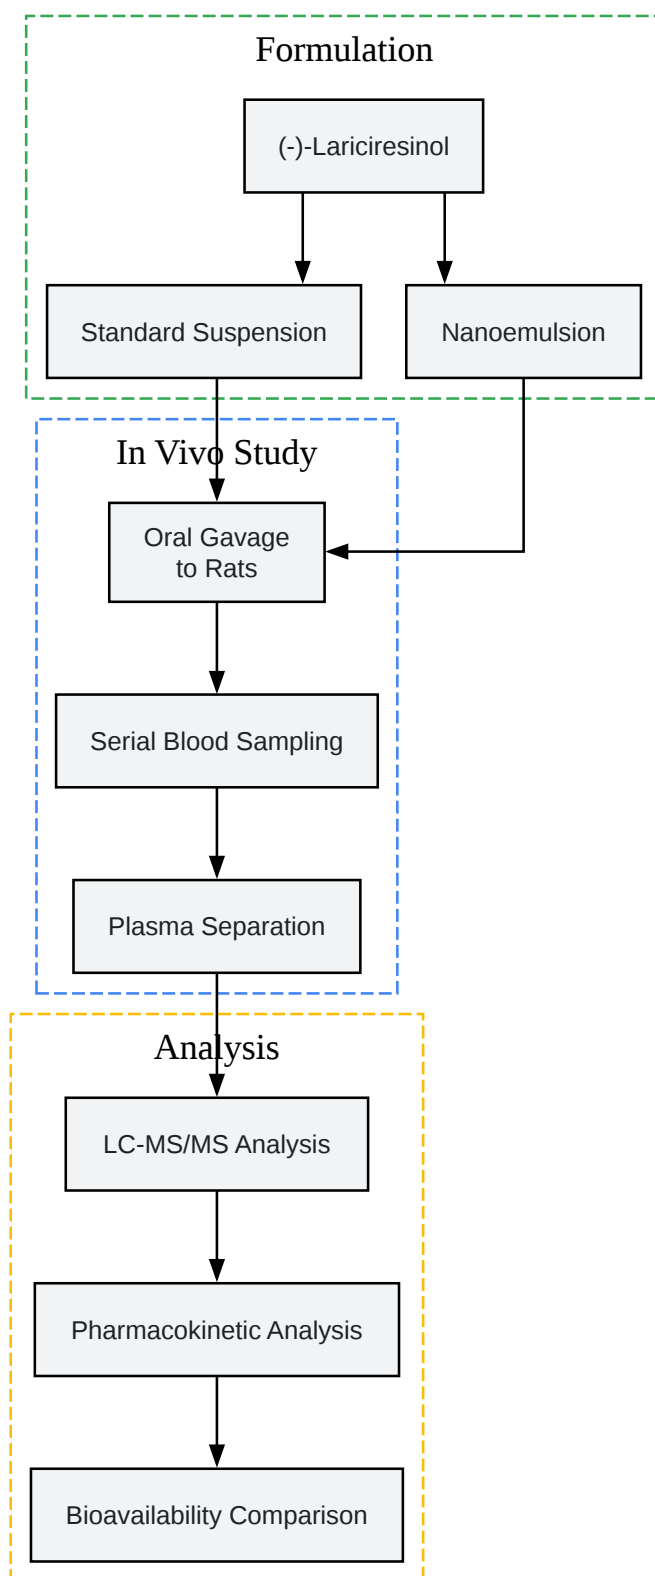 Formulation
(-)-Lariciresinol
Standard Suspension
Nanoemulsion
In Vivo Study
Oral Gavage
to Rats
Serial Blood Sampling
Plasma Separation
Analysis
LC-MS/MS Analysis
Pharmacokinetic Analysis
Bioavailability Comparison